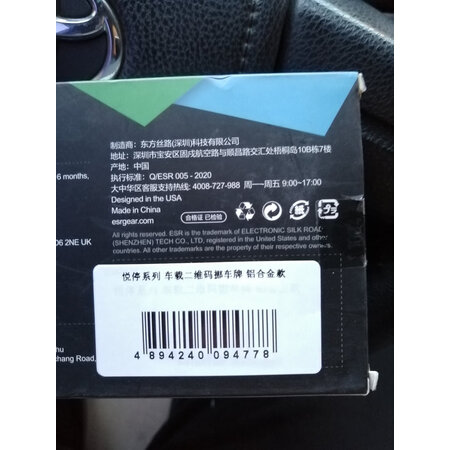 制造商：东方丝路(深圳)科技有限公司
地址：深圳市宝安区固戍航空路与顺昌路交汇处梧桐岛10B栋7楼
产地：中国
执行标准：Q/ESR 005 - 2020
大中华区客服支持热线: 4008-727-988 周一~周五 9:00~17:00
Designed in the USA
Made in China
esrgear.com
合格证 已检验
All rights reserved. ESR is the trademark of ELECTRONIC SILK ROAD
(SHENZHEN) TECH CO., LTD, registered in the United States and other
countries. All other trademarks are the property of their respective owners.
6 months,
06 2NE UK
hu
chang Road,
悦停系列 车载二维码挪车牌 铝合金款
4 894240 094778